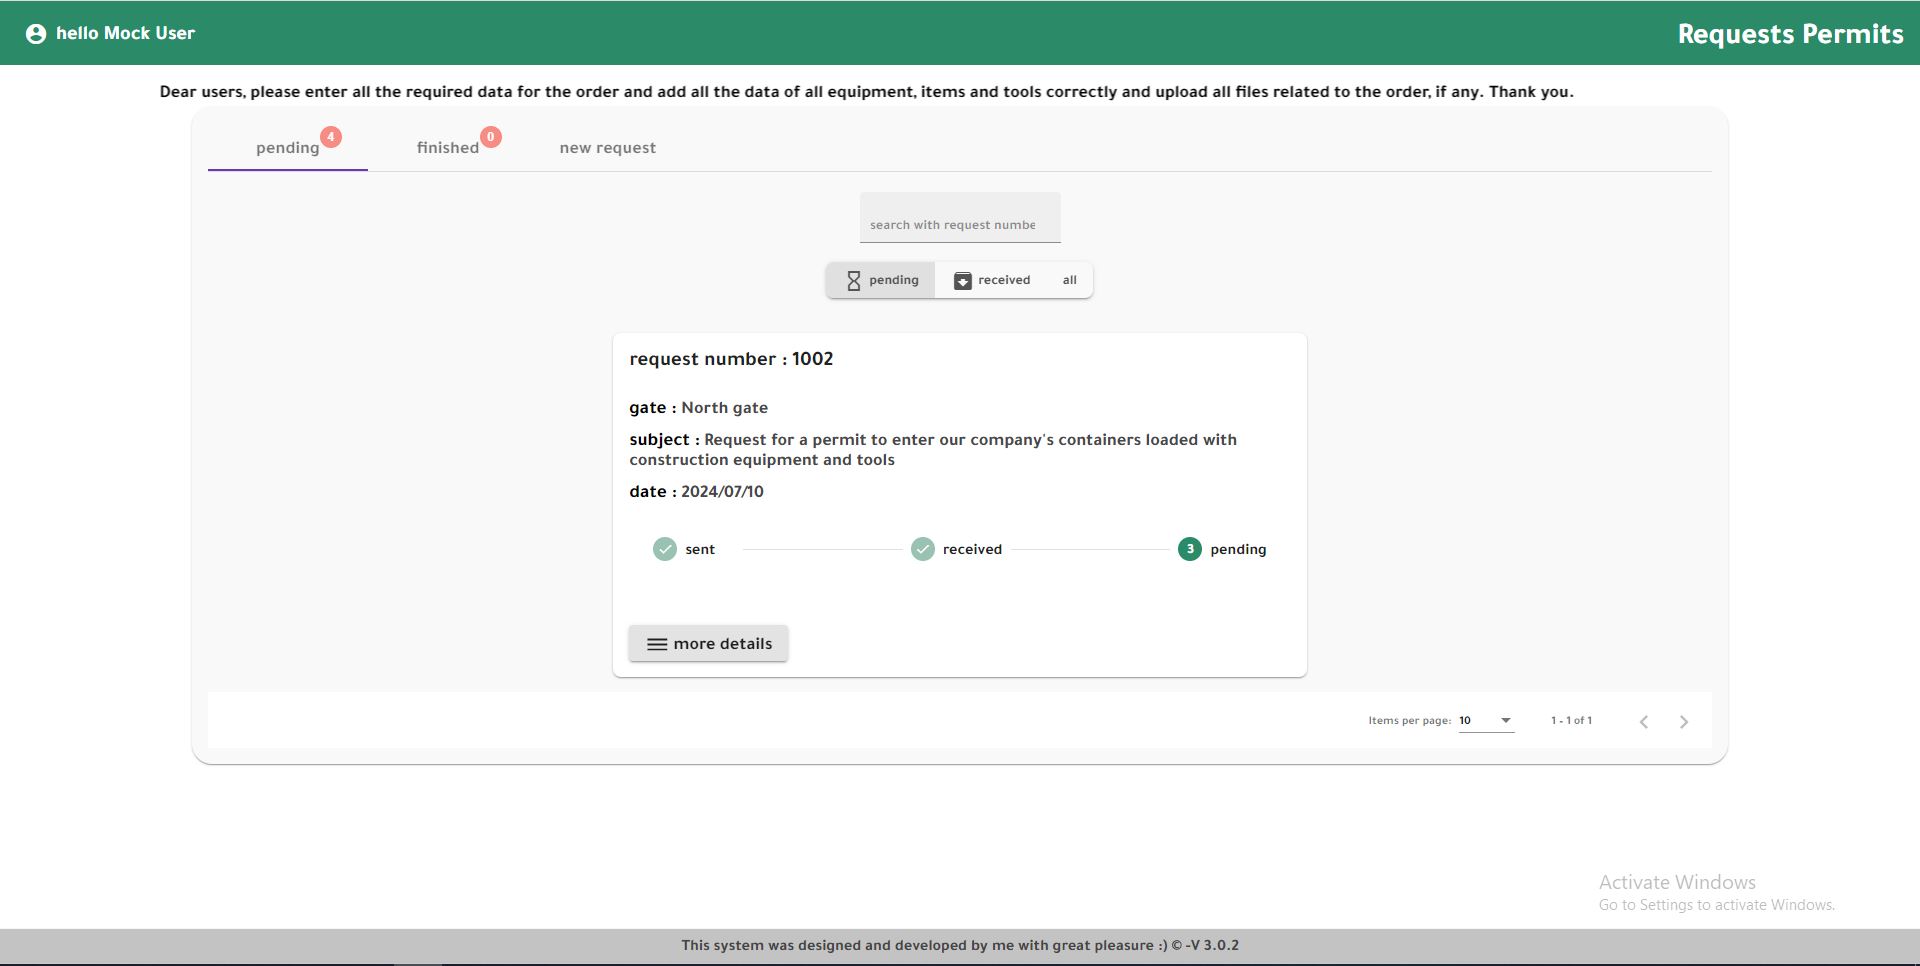 hello Mock User
Requests Permits
Dear users, please enter all the required data for the order and add all the data of all equipment, items and tools correctly and upload all files related to the order, if any. Thank you.
pending 4
finished 0
new request
search with request numbe
pending
received
all
request number : 1002
gate : North gate
subject : Request for a permit to enter our company's containers loaded with
construction equipment and tools
date : 2024/07/10
sent
received
3 pending
more details
Items per page: 10
1 - 1 of 1
Activate Windows
Go to Settings to activate Windows.
This system was designed and developed by me with great pleasure :) © -V 3.0.2